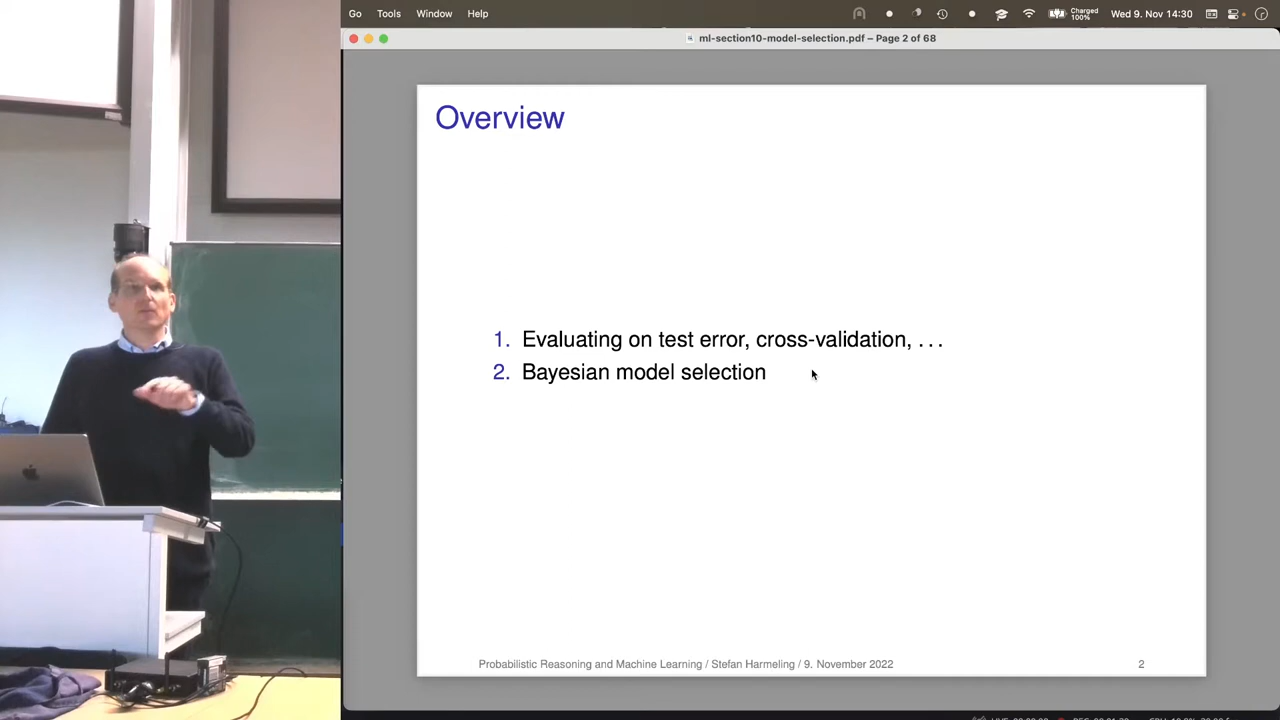 Go Tools Window Help
Charged
100%
Wed 9. Nov 14:30
ml-section10-model-selection.pdf – Page 2 of 68
Overview
1. Evaluating on test error, cross-validation, . . .
2. Bayesian model selection
Probabilistic Reasoning and Machine Learning / Stefan Harmeling / 9. November 2022
2